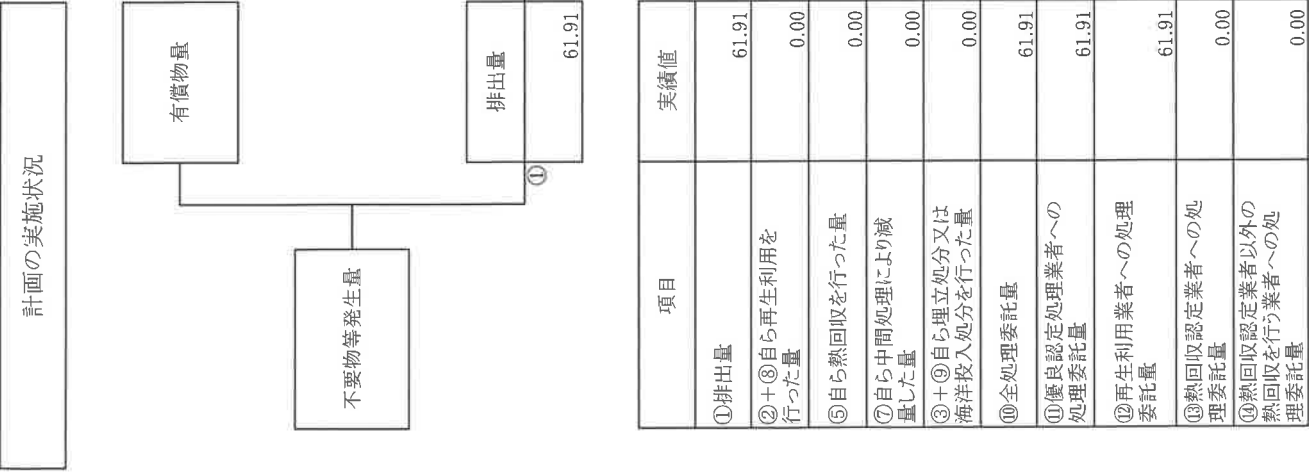 計画の実施状況
有償物量
不要物等発生量
排出量
①
61.91
項目
実績値
①排出量
61.91
②+⑧自ら再生利用を
行った量
0.00
⑤自ら熱回収を行った量
0.00
⑦自ら中間処理により減
量した量
0.00
③+⑨自ら埋立処分又は
海洋投入処分を行った量
0.00
⑩全処理委託量
61.91
⑪優良認定処理業者への
処理委託量
61.91
⑫再生利用業者への処理
委託量
61.91
⑬熱回収認定業者への処
理委託量
0.00
⑭熱回収認定業者以外の
熱回収を行う業者への処
理委託量
0.00